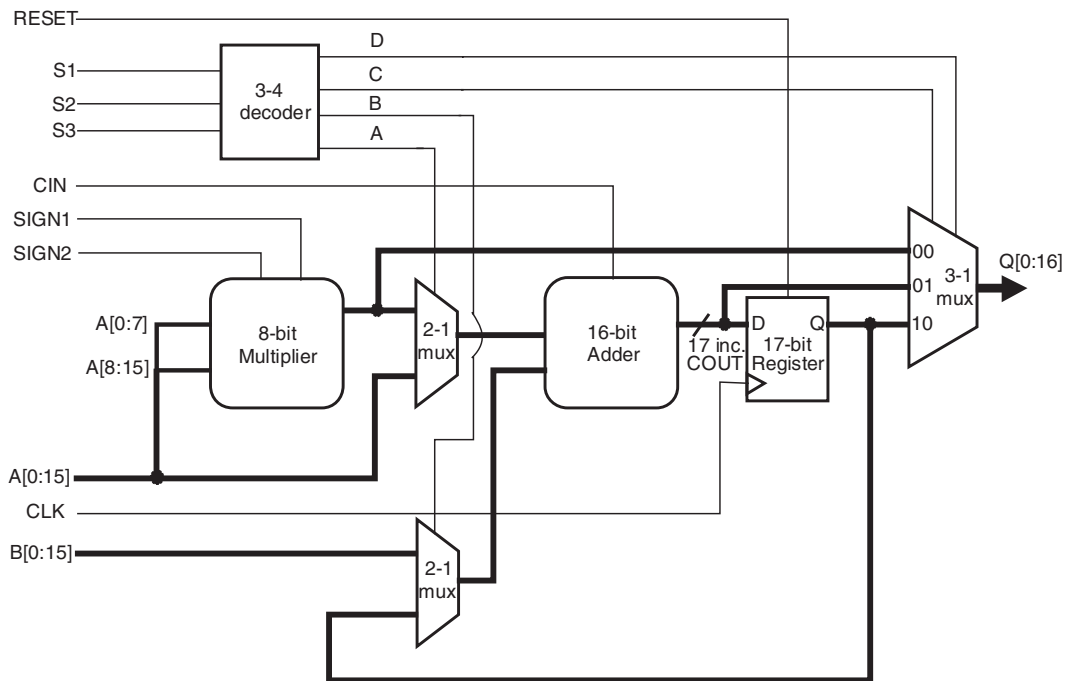 RESET
D
S1
C
3-4
decoder
S2
B
S3
A
CIN
SIGN1
SIGN2
00
Q[0:16]
01
3-1
mux
A[0:7]
8-bit
Multiplier
2-1
mux
16-bit
Adder
D
Q
10
17 inc.
COUT
17-bit
Register
A[8:15]
A[0:15]
CLK
B[0:15]
2-1
mux